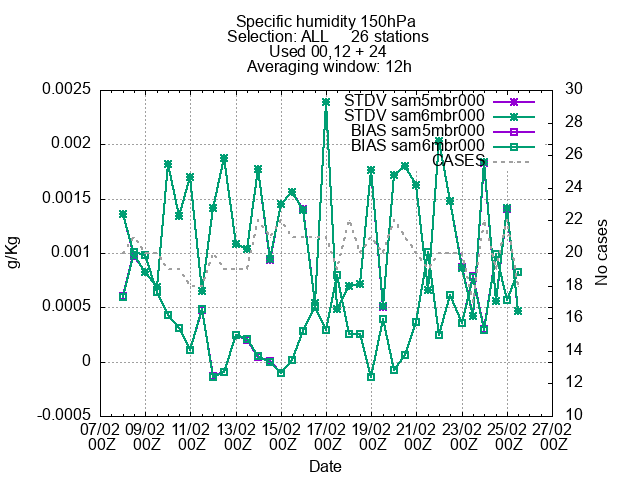 Specific humidity 150hPa
Selection: ALL 26 stations
Used 00,12 + 24
Averaging window: 12h
STDV sam5mbr000
STDV sam6mbr000
BIAS sam5mbr000
BIAS sam6mbr000
CASES
0.0025
0.002
0.0015
0.001
0.0005
0
-0.0005
g/Kg
30
28
26
24
22
20
18
16
14
12
10
No cases
07/02 09/02 11/02 13/02 15/02 17/02 19/02 21/02 23/02 25/02 27/02
00Z 00Z 00Z 00Z 00Z 00Z 00Z 00Z 00Z 00Z 00Z
Date